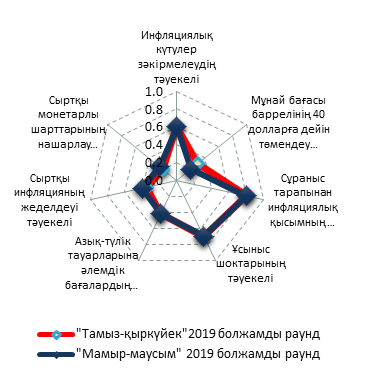 Инфляциялық
күтулер
зәкірмелеудің
тәуекелі
Мұнай бағасы
баррелінің 40
долларға дейін
төмендеу...
Сұраныс
тарапынан
инфляциялық
қысымның...
Ұсыныс
шоктарының
тәуекелі
Азық-түлік
тауарларына
әлемдік
бағалардың...
Сыртқы
инфляцияның
жеделдеуі
тәуекелі
Сыртқы
монетарлы
шарттарының
нашарлау...
1.0
0.8
0.6
0.4
0.2
0.0
"Тамыз-қыркүйек"2019 болжамды раунд
"Мамыр-маусым" 2019 болжамды раунд